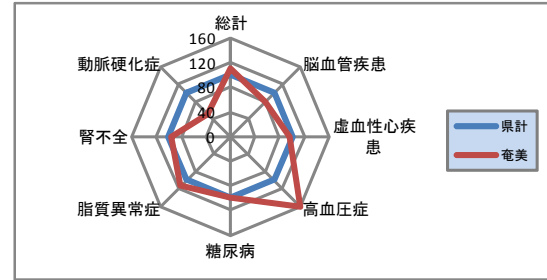 総計
160
120
80
40
0
脳血管疾患
虚血性心疾
患
高血圧症
糖尿病
脂質異常症
腎不全
動脈硬化症
県計
奄美